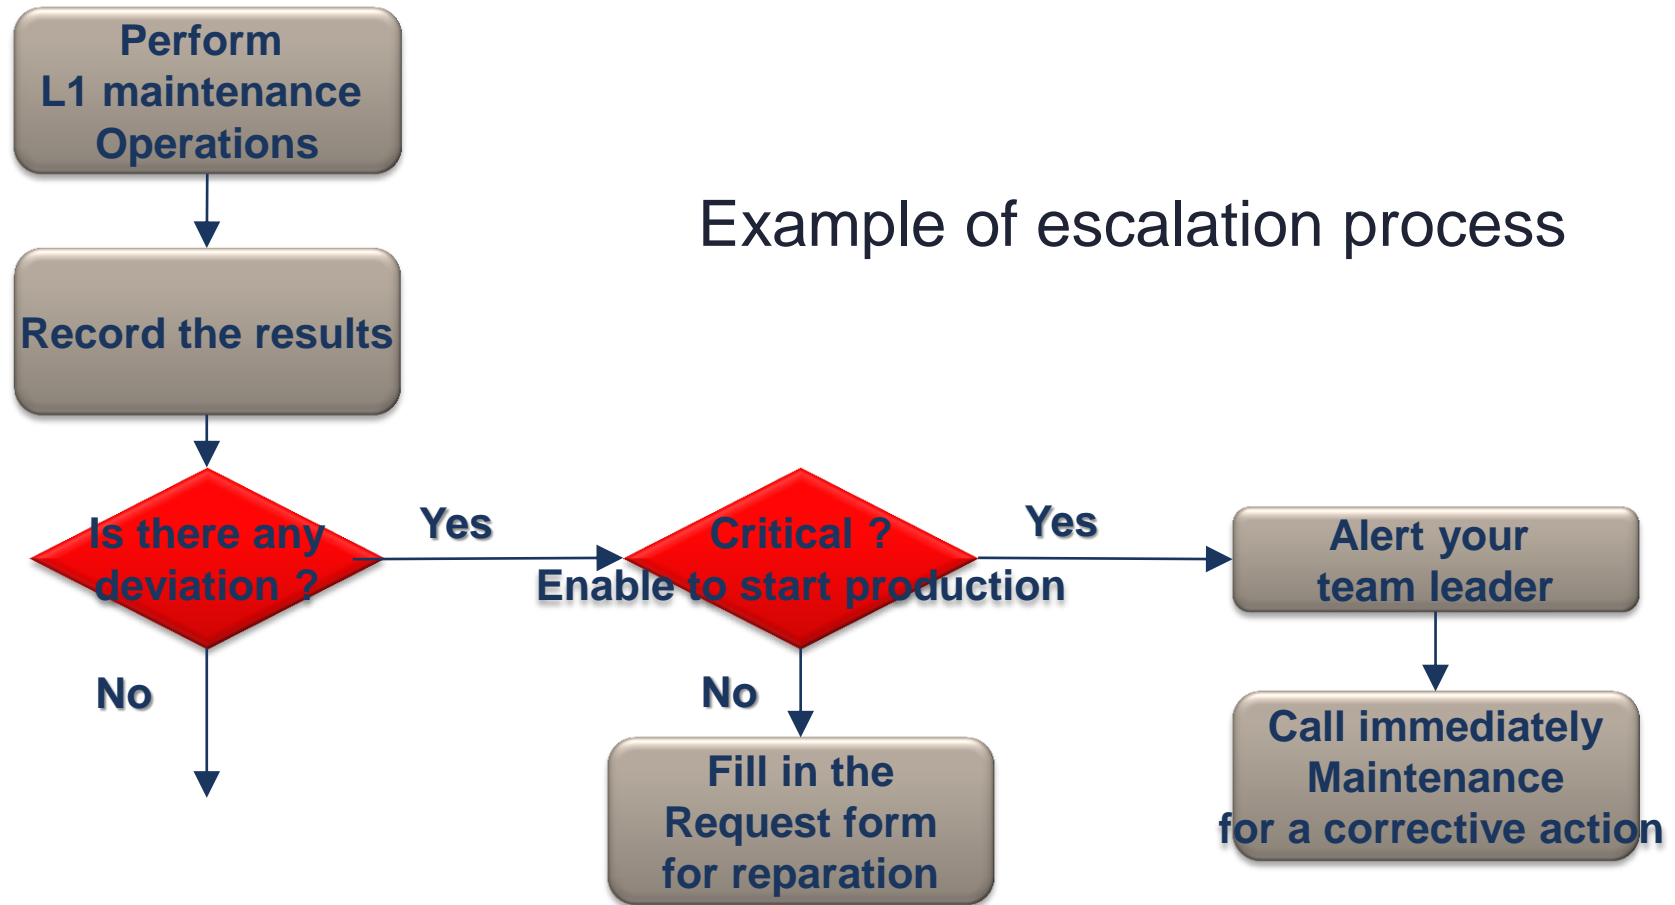 Perform
L1 maintenance
Operations
Example of escalation process
Record the results
Is there any
deviation ?
Yes
Critical ?
Enable to start production
Yes
Alert your
team leader
No
No
Call immediately
Maintenance
for a corrective action
Fill in the
Request form
for reparation